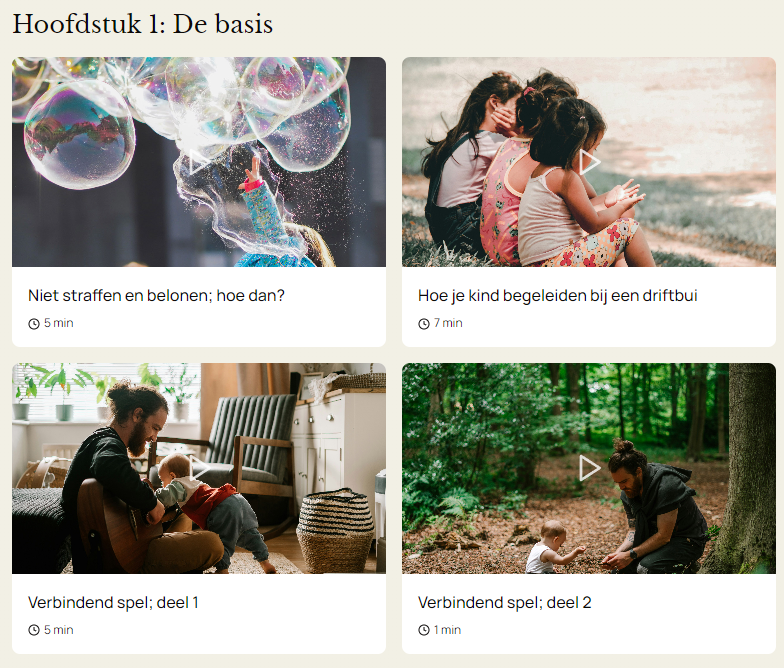 Hoofdstuk 1: De basis
Niet straffen en belonen; hoe dan?
5 min
Hoe je kind begeleiden bij een driftbui
7 min
Verbindend spel; deel 1
5 min
Verbindend spel; deel 2
1 min